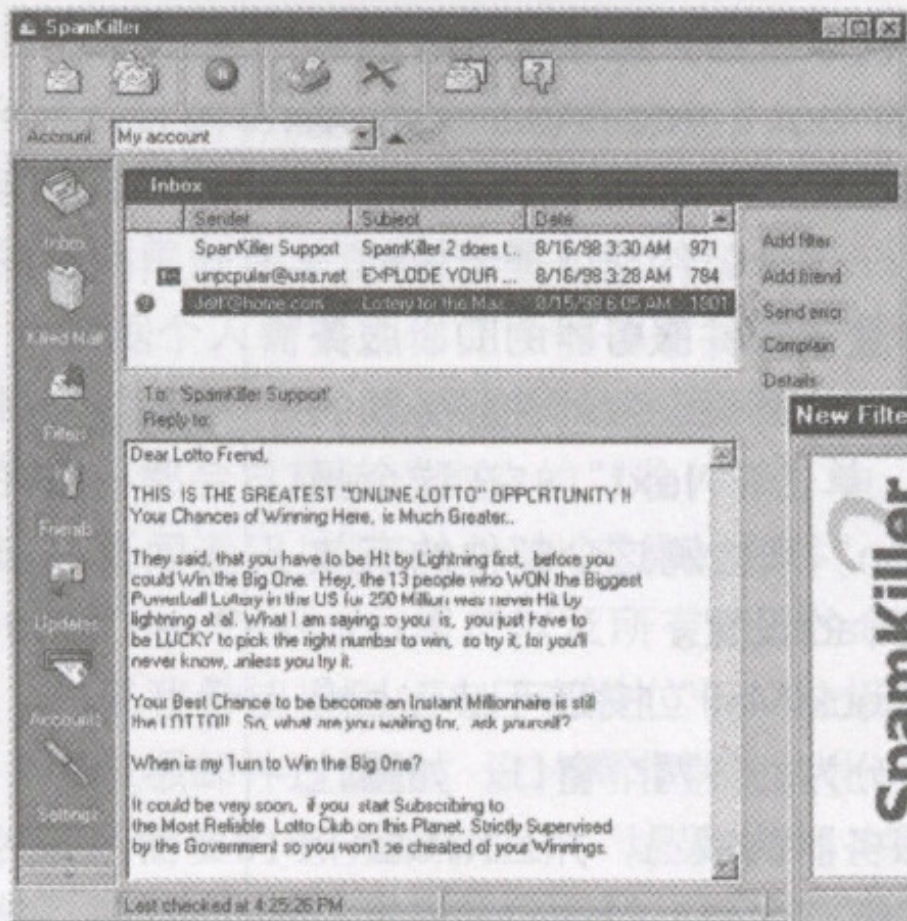 SpamKiller
Account: My account
Inbox
Sender Subject Date
SpamKiller Support SpamKiller 2 does t... 8/16/98 3:30 AM 971
unpcpular@usa.net EXPLODE YOUR ... 8/16/98 3:28 AM 784
Jeff@home.com Lottery for the Mas 8/15/98 6:05 AM 1901
Inbox
Killed Mail
Filters
Friends
Updates
Accounts
Settings
Add filter
Add friend
Send error
Complain
Details
To: 'SpamKiller Support'
Reply to:
Dear Lotto Frend,
THIS IS THE GREATEST "ONLINE-LOTTO" OPPCRTUNITY !!
Your Chances of Winning Here, is Much Greater..
They said, that you have to be Hit by Lightning first, before you
could Win the Big One. Hey, the 13 people who WON the Biggest
Powerball Lottery in the US for 290 Million was never Hit by
lightning at al. What I am saying to you is, you just have to
be LUCKY to pick the right number to win, so try it, for you'll
never know, unless you try it.
Your Best Chance to be become an Instant Millionnaire is still
the LOTTO!!! So, what are you waiting for, ask yourself?
When is my Turn to Win the Big One?
It could be very soon, if you start Subscribing to
the Most Reliable Lotto Club on this Planet. Strictly Supervised
by the Government so you won't be cheated of your Winnings.
Last checked at 4:25:26 PM
New Filte
SpamKiller